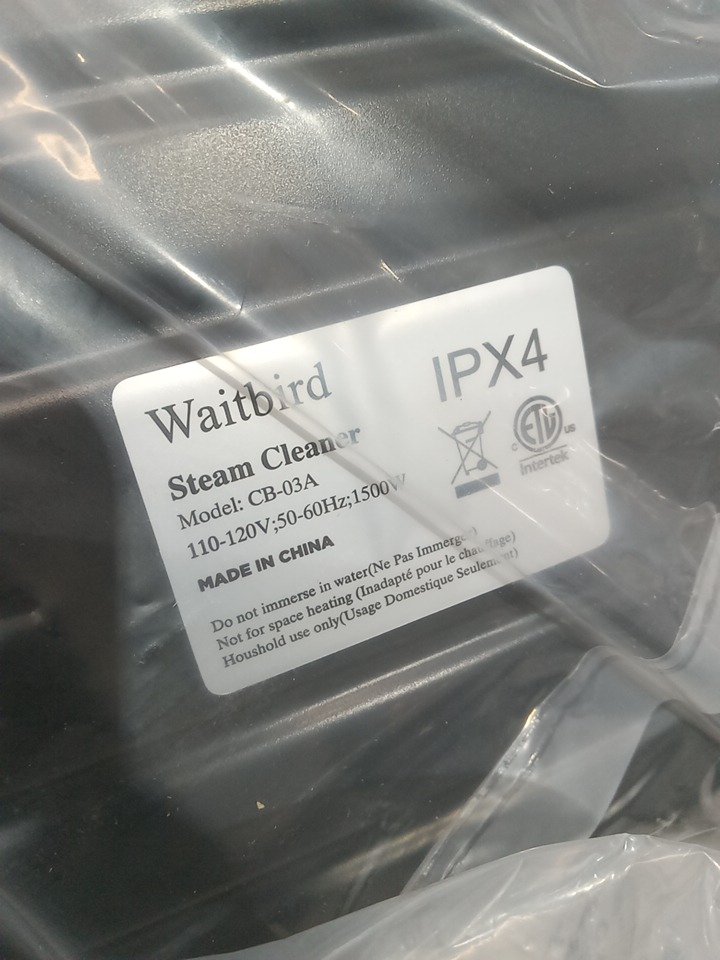 Waitbird
IPX4
Steam Cleaner
Model: CB-03A
110-120V;50-60Hz;1500W
MADE IN CHINA
c ETL us
Intertek
Do not immerse in water(Ne Pas Immerger)
Not for space heating (Inadapté pour le chauffage)
Houshold use only(Usage Domestique Seulement)